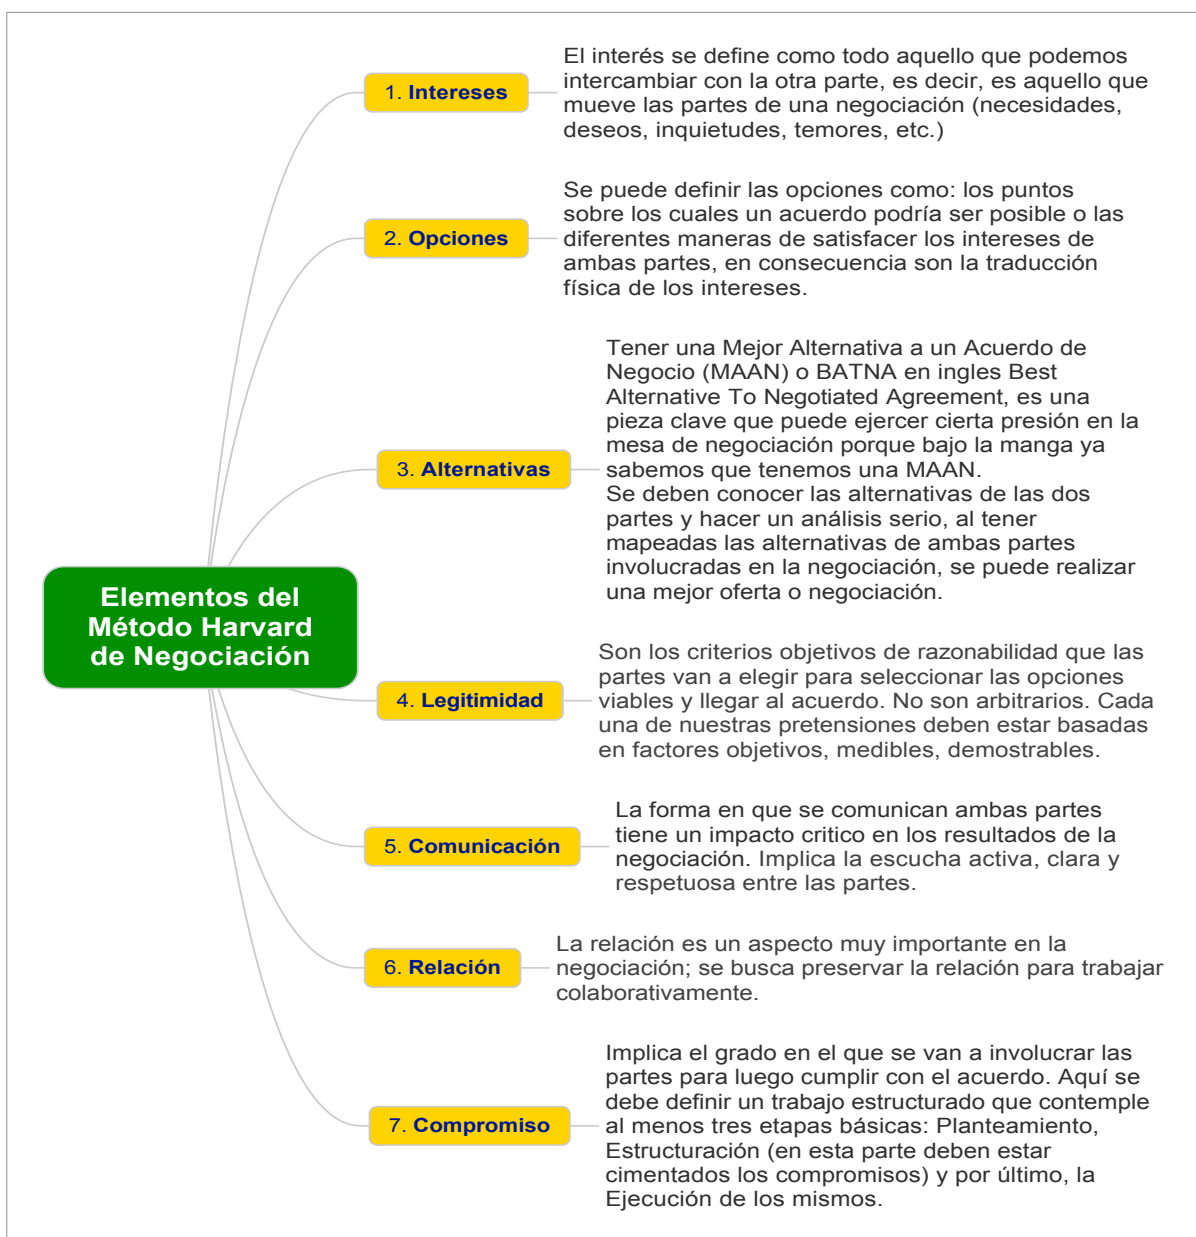 1. Intereses
El interés se define como todo aquello que podemos
intercambiar con la otra parte, es decir, es aquello que
mueve las partes de una negociación (necesidades,
deseos, inquietudes, temores, etc.)
2. Opciones
Se puede definir las opciones como: los puntos
sobre los cuales un acuerdo podría ser posible o las
diferentes maneras de satisfacer los intereses de
ambas partes, en consecuencia son la traducción
física de los intereses.
3. Alternativas
Tener una Mejor Alternativa a un Acuerdo de
Negocio (MAAN) o BATNA en ingles Best
Alternative To Negotiated Agreement, es una
pieza clave que puede ejercer cierta presión en la
mesa de negociación porque bajo la manga ya
sabemos que tenemos una MAAN.
Se deben conocer las alternativas de las dos
partes y hacer un análisis serio, al tener
mapeadas las alternativas de ambas partes
involucradas en la negociación, se puede realizar
una mejor oferta o negociación.
Elementos del
Método Harvard
de Negociación
4. Legitimidad
Son los criterios objetivos de razonabilidad que las
partes van a elegir para seleccionar las opciones
viables y llegar al acuerdo. No son arbitrarios. Cada
una de nuestras pretensiones deben estar basadas
en factores objetivos, medibles, demostrables.
5. Comunicación
La forma en que se comunican ambas partes
tiene un impacto critico en los resultados de la
negociación. Implica la escucha activa, clara y
respetuosa entre las partes.
6. Relación
La relación es un aspecto muy importante en la
negociación; se busca preservar la relación para trabajar
colaborativamente.
7. Compromiso
Implica el grado en el que se van a involucrar las
partes para luego cumplir con el acuerdo. Aquí se
debe definir un trabajo estructurado que contemple
al menos tres etapas básicas: Planteamiento,
Estructuración (en esta parte deben estar
cimentados los compromisos) y por último, la
Ejecución de los mismos.